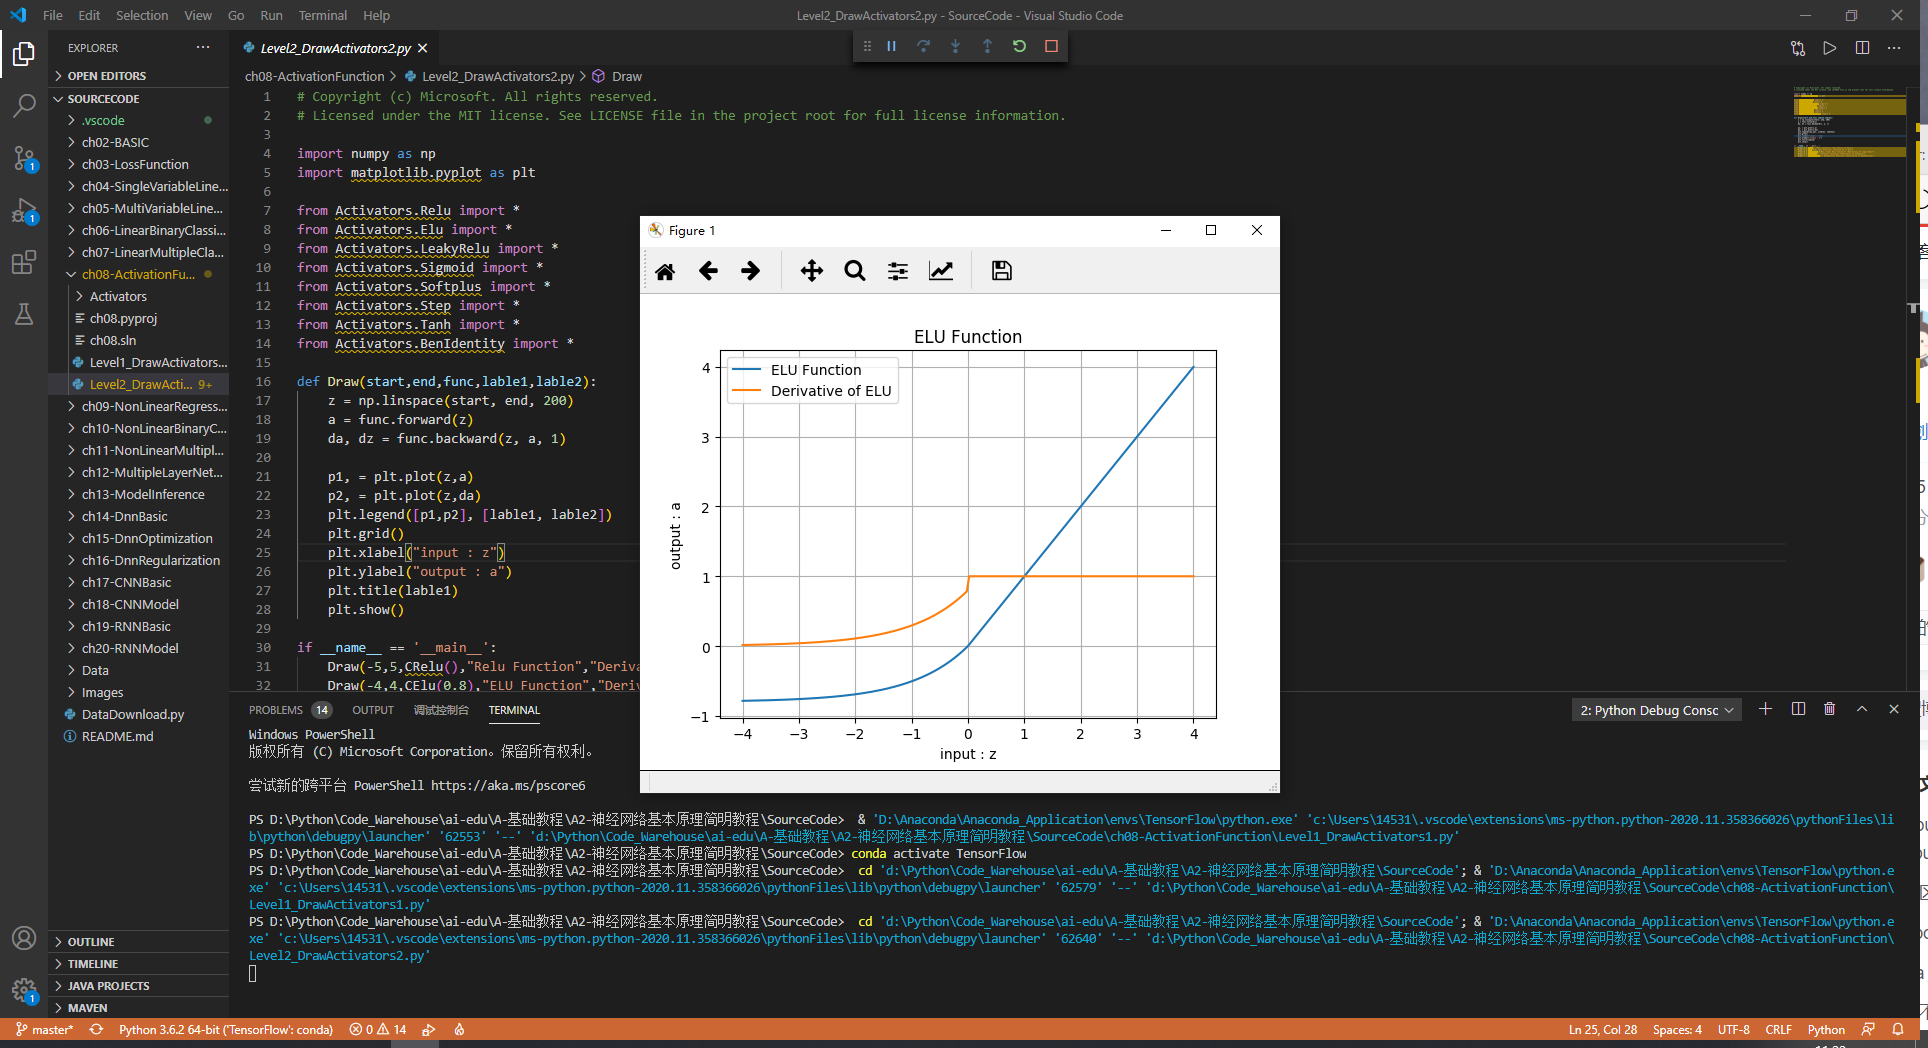 File Edit Selection View Go Run Terminal Help
Level2_DrawActivators2.py - SourceCode - Visual Studio Code
EXPLORER
OPEN EDITORS
SOURCECODE
.vscode
ch02-BASIC
ch03-LossFunction
ch04-SingleVariableLine...
ch05-MultiVariableLine...
ch06-LinearBinaryClassi...
ch07-LinearMultipleCla...
ch08-ActivationFu...
Activators
ch08.pyproj
ch08.sln
Level1_DrawActivators...
Level2_DrawActi... 9+
ch09-NonLinearRegress...
ch10-NonLinearBinaryC...
ch11-NonLinearMultipl...
ch12-MultipleLayerNet...
ch13-ModelInference
ch14-DnnBasic
ch15-DnnOptimization
ch16-DnnRegularization
ch17-CNNBasic
ch18-CNNModel
ch19-RNNBasic
ch20-RNNModel
Data
Images
DataDownload.py
README.md
OUTLINE
TIMELINE
JAVA PROJECTS
MAVEN
1
1
1
Level2_DrawActivators2.py
ch08-ActivationFunction > Level2_DrawActivators2.py > Draw
1 # Copyright (c) Microsoft. All rights reserved.
2 # Licensed under the MIT license. See LICENSE file in the project root for full license information.
3
4 import numpy as np
5 import matplotlib.pyplot as plt
6
7 from Activators.Relu import *
8 from Activators.Elu import *
9 from Activators.LeakyRelu import *
10 from Activators.Sigmoid import *
11 from Activators.Softplus import *
12 from Activators.Step import *
13 from Activators.Tanh import *
14 from Activators.BenIdentity import *
15
16 def Draw(start,end,func,lable1,lable2):
17 z = np.linspace(start, end, 200)
18 a = func.forward(z)
19 da, dz = func.backward(z, a, 1)
20
21 p1, = plt.plot(z,a)
22 p2, = plt.plot(z,da)
23 plt.legend([p1,p2], [lable1, lable2])
24 plt.grid()
25 plt.xlabel("input : z")
26 plt.ylabel("output : a")
27 plt.title(lable1)
28 plt.show()
29
30 if __name__ == '__main__':
31 Draw(-5,5,CRelu(),"Relu Function","Deriva
32 Draw(-4,4,CElu(0.8),"ELU Function","Deri
Figure 1
ELU Function
ELU Function
Derivative of ELU
output : a
4
3
2
1
0
−1
−4 −3 −2 −1 0 1 2 3 4
input : z
PROBLEMS 14 OUTPUT 调试控制台 TERMINAL
2: Python Debug Consc
Windows PowerShell
版权所有 (C) Microsoft Corporation。保留所有权利。
尝试新的跨平台 PowerShell https://aka.ms/pscore6
PS D:\Python\Code_Warehouse\ai-edu\A-基础教程\A2-神经网络基本原理简明教程\SourceCode> & 'D:\Anaconda\Anaconda_Application\envs\TensorFlow\python.exe' 'c:\Users\14531\.vscode\extensions\ms-python.python-2020.11.358366026\pythonFiles\li
b\python\debugpy\launcher' '62553' '--' 'd:\Python\Code_Warehouse\ai-edu\A-基础教程\A2-神经网络基本原理简明教程\SourceCode\ch08-ActivationFunction\Level1_DrawActivators1.py'
PS D:\Python\Code_Warehouse\ai-edu\A-基础教程\A2-神经网络基本原理简明教程\SourceCode> conda activate TensorFlow
PS D:\Python\Code_Warehouse\ai-edu\A-基础教程\A2-神经网络基本原理简明教程\SourceCode> cd 'd:\Python\Code_Warehouse\ai-edu\A-基础教程\A2-神经网络基本原理简明教程\SourceCode'; & 'D:\Anaconda\Anaconda_Application\envs\TensorFlow\python.e
xe' 'c:\Users\14531\.vscode\extensions\ms-python.python-2020.11.358366026\pythonFiles\lib\python\debugpy\launcher' '62579' '--' 'd:\Python\Code_Warehouse\ai-edu\A-基础教程\A2-神经网络基本原理简明教程\SourceCode\ch08-ActivationFunction\
Level1_DrawActivators1.py'
PS D:\Python\Code_Warehouse\ai-edu\A-基础教程\A2-神经网络基本原理简明教程\SourceCode> cd 'd:\Python\Code_Warehouse\ai-edu\A-基础教程\A2-神经网络基本原理简明教程\SourceCode'; & 'D:\Anaconda\Anaconda_Application\envs\TensorFlow\python.e
xe' 'c:\Users\14531\.vscode\extensions\ms-python.python-2020.11.358366026\pythonFiles\lib\python\debugpy\launcher' '62640' '--' 'd:\Python\Code_Warehouse\ai-edu\A-基础教程\A2-神经网络基本原理简明教程\SourceCode\ch08-ActivationFunction\
Level2_DrawActivators2.py'
master* Python 3.6.2 64-bit ('TensorFlow': conda) 0 14
Ln 25, Col 28 Spaces: 4 UTF-8 CRLF Python